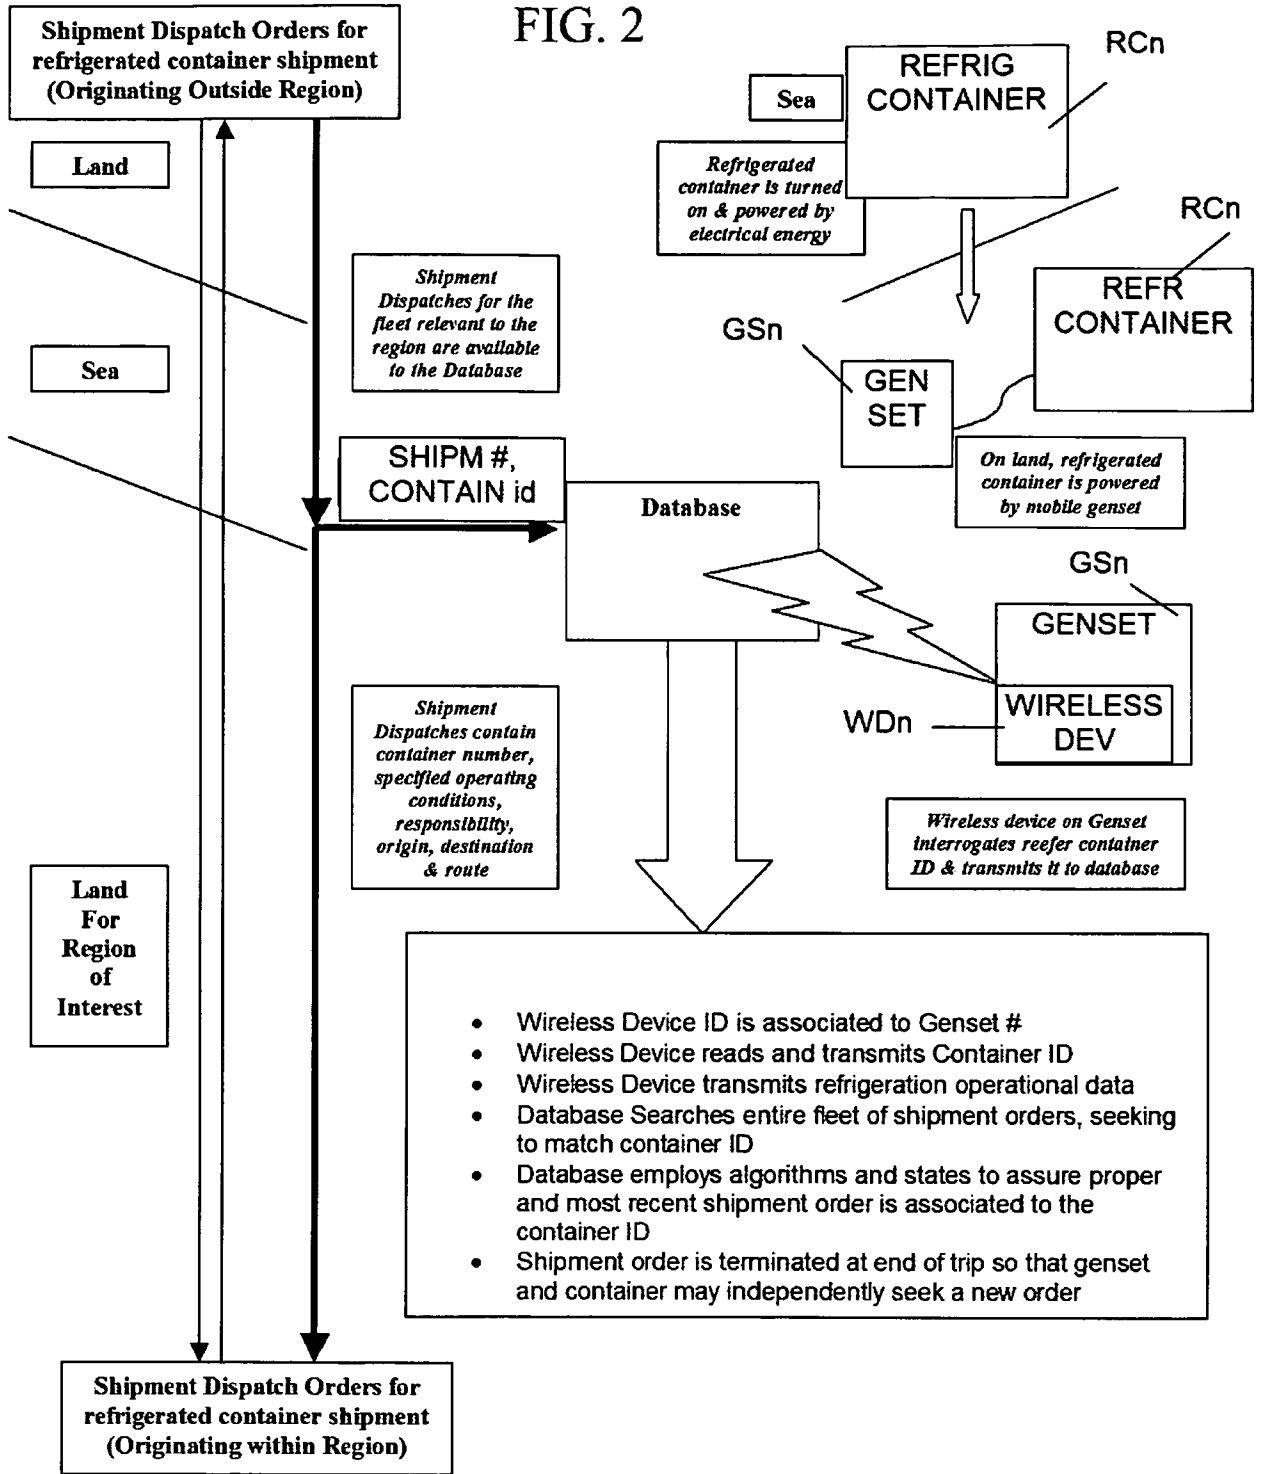 FIG. 2
Shipment Dispatch Orders for
refrigerated container shipment
(Originating Outside Region)
Land
Sea
Shipment
Dispatches for the
fleet relevant to the
region are available
to the Database
SHIPM #,
CONTAIN id
Database
Sea
REFRIG
CONTAINER
RCn
Refrigerated
container is turned
on & powered by
electrical energy
RCn
REFR
CONTAINER
GSn
GEN
SET
On land, refrigerated
container is powered
by mobile genset
GSn
GENSET
WIRELESS
DEV
WDn
Wireless device on Genset
interrogates reefer container
ID & transmits it to database
Shipment
Dispatches contain
container number,
specified operating
conditions,
responsibility,
origin, destination
& route
Land
For
Region
of
Interest
• Wireless Device ID is associated to Genset #
• Wireless Device reads and transmits Container ID
• Wireless Device transmits refrigeration operational data
• Database Searches entire fleet of shipment orders, seeking
to match container ID
• Database employs algorithms and states to assure proper
and most recent shipment order is associated to the
container ID
• Shipment order is terminated at end of trip so that genset
and container may independently seek a new order
Shipment Dispatch Orders for
refrigerated container shipment
(Originating within Region)